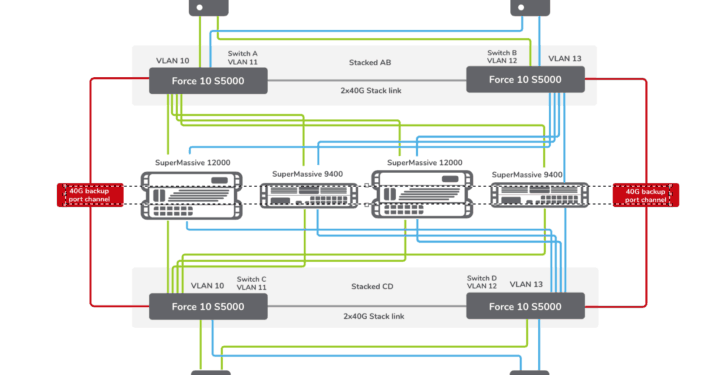 VLAN 10
Switch A
VLAN 11
Stacked AB
Switch B
VLAN 12
VLAN 13
Force 10 S5000
Force 10 S5000
2x40G Stack link
SuperMassive 12000
SuperMassive 9400
SuperMassive 12000
SuperMassive 9400
40G backup
port channel
40G backup
port channel
VLAN 10
Switch C
VLAN 11
Stacked CD
Switch D
VLAN 12
VLAN 13
Force 10 S5000
Force 10 S5000
2x40G Stack link